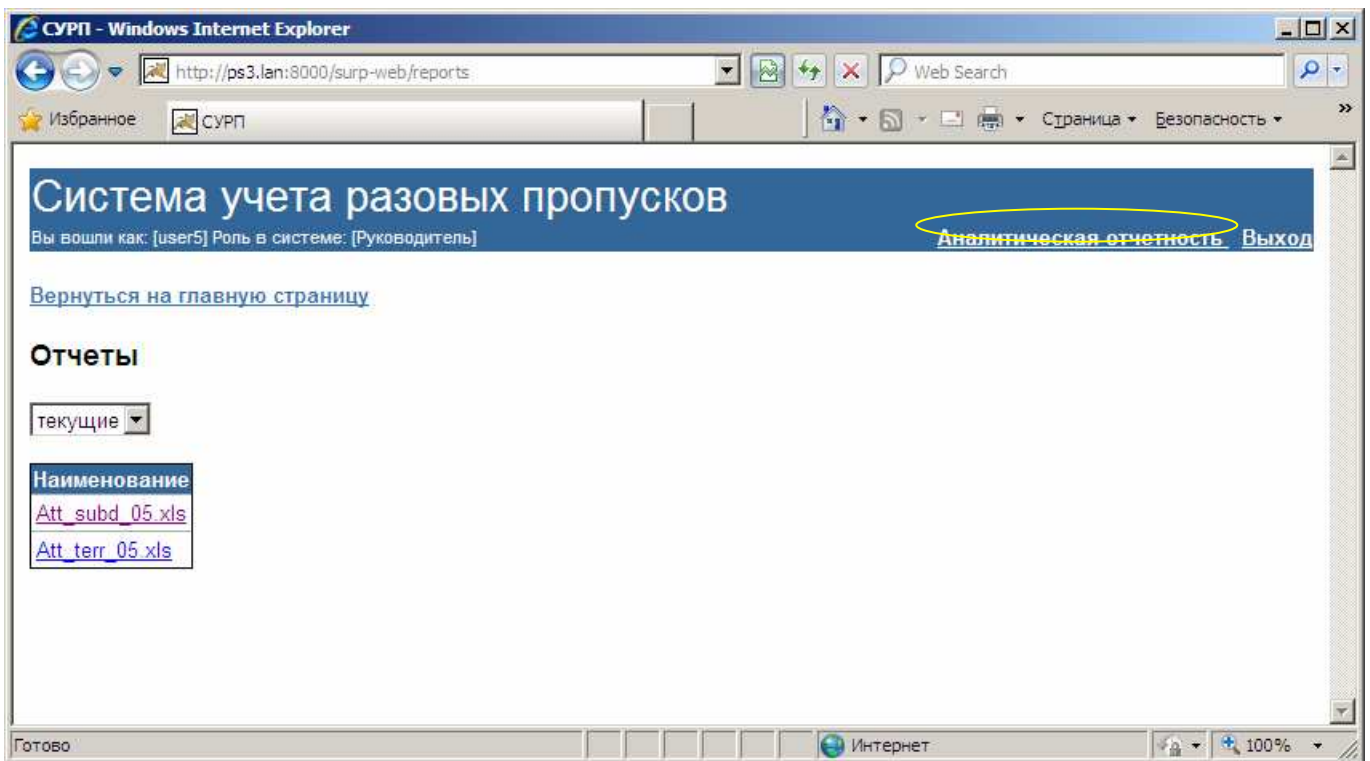 СУРП - Windows Internet Explorer
http://ps3.lan:8000/surp-web/reports
Web Search
Избранное
СУРП
Страница
Безопасность
»
Система учета разовых пропусков
Вы вошли как: [user5] Роль в системе: [Руководитель]
Аналитическая отчетность Выход
Вернуться на главную страницу
Отчеты
текущие
Наименование
Att_subd_05.xls
Att_terr_05.xls
Готово
Интернет
100%